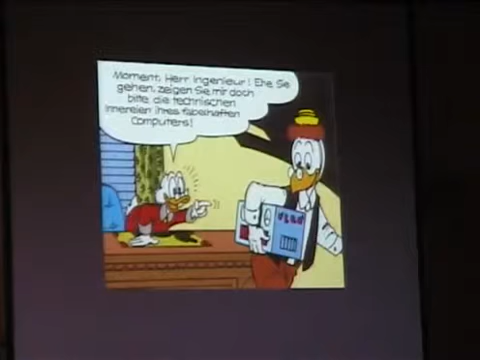 Moment, Herr Ingenieur! Ehe Sie
gehen, zeigen Sie mir doch
bitte die technischen
Innereien Ihres fabelhaften
Computers!